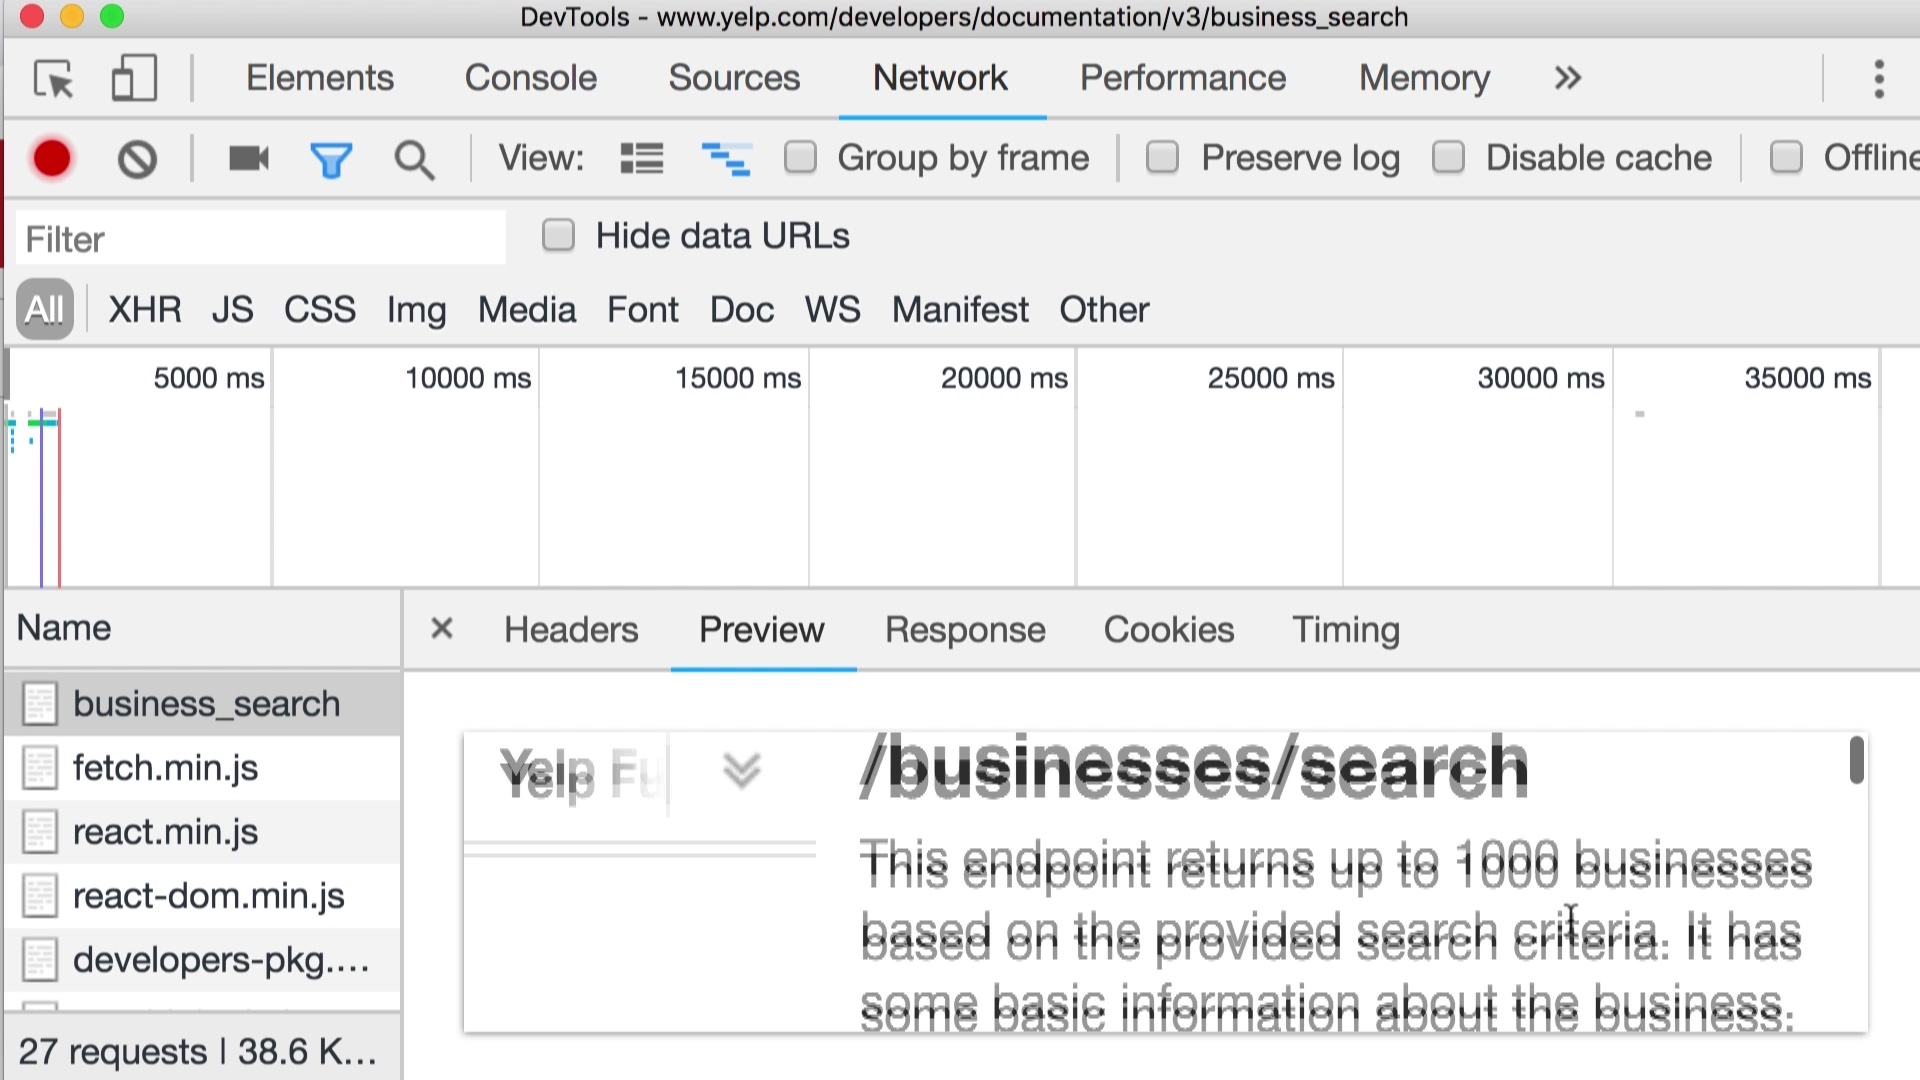 DevTools - www.yelp.com/developers/documentation/v3/business_search
Elements Console Sources Network Performance Memory »
View: Group by frame Preserve log Disable cache Offline
Filter Hide data URLs
All XHR JS CSS Img Media Font Doc WS Manifest Other
5000 ms 10000 ms 15000 ms 20000 ms 25000 ms 30000 ms 35000 ms
Name × Headers Preview Response Cookies Timing
business_search
fetch.min.js
react.min.js
react-dom.min.js
developers-pkg....
27 requests | 38.6 K...
Yelp Fu
/businesses/search
This endpoint returns up to 1000 businesses
based on the provided search criteria. It has
some basic information about the business.